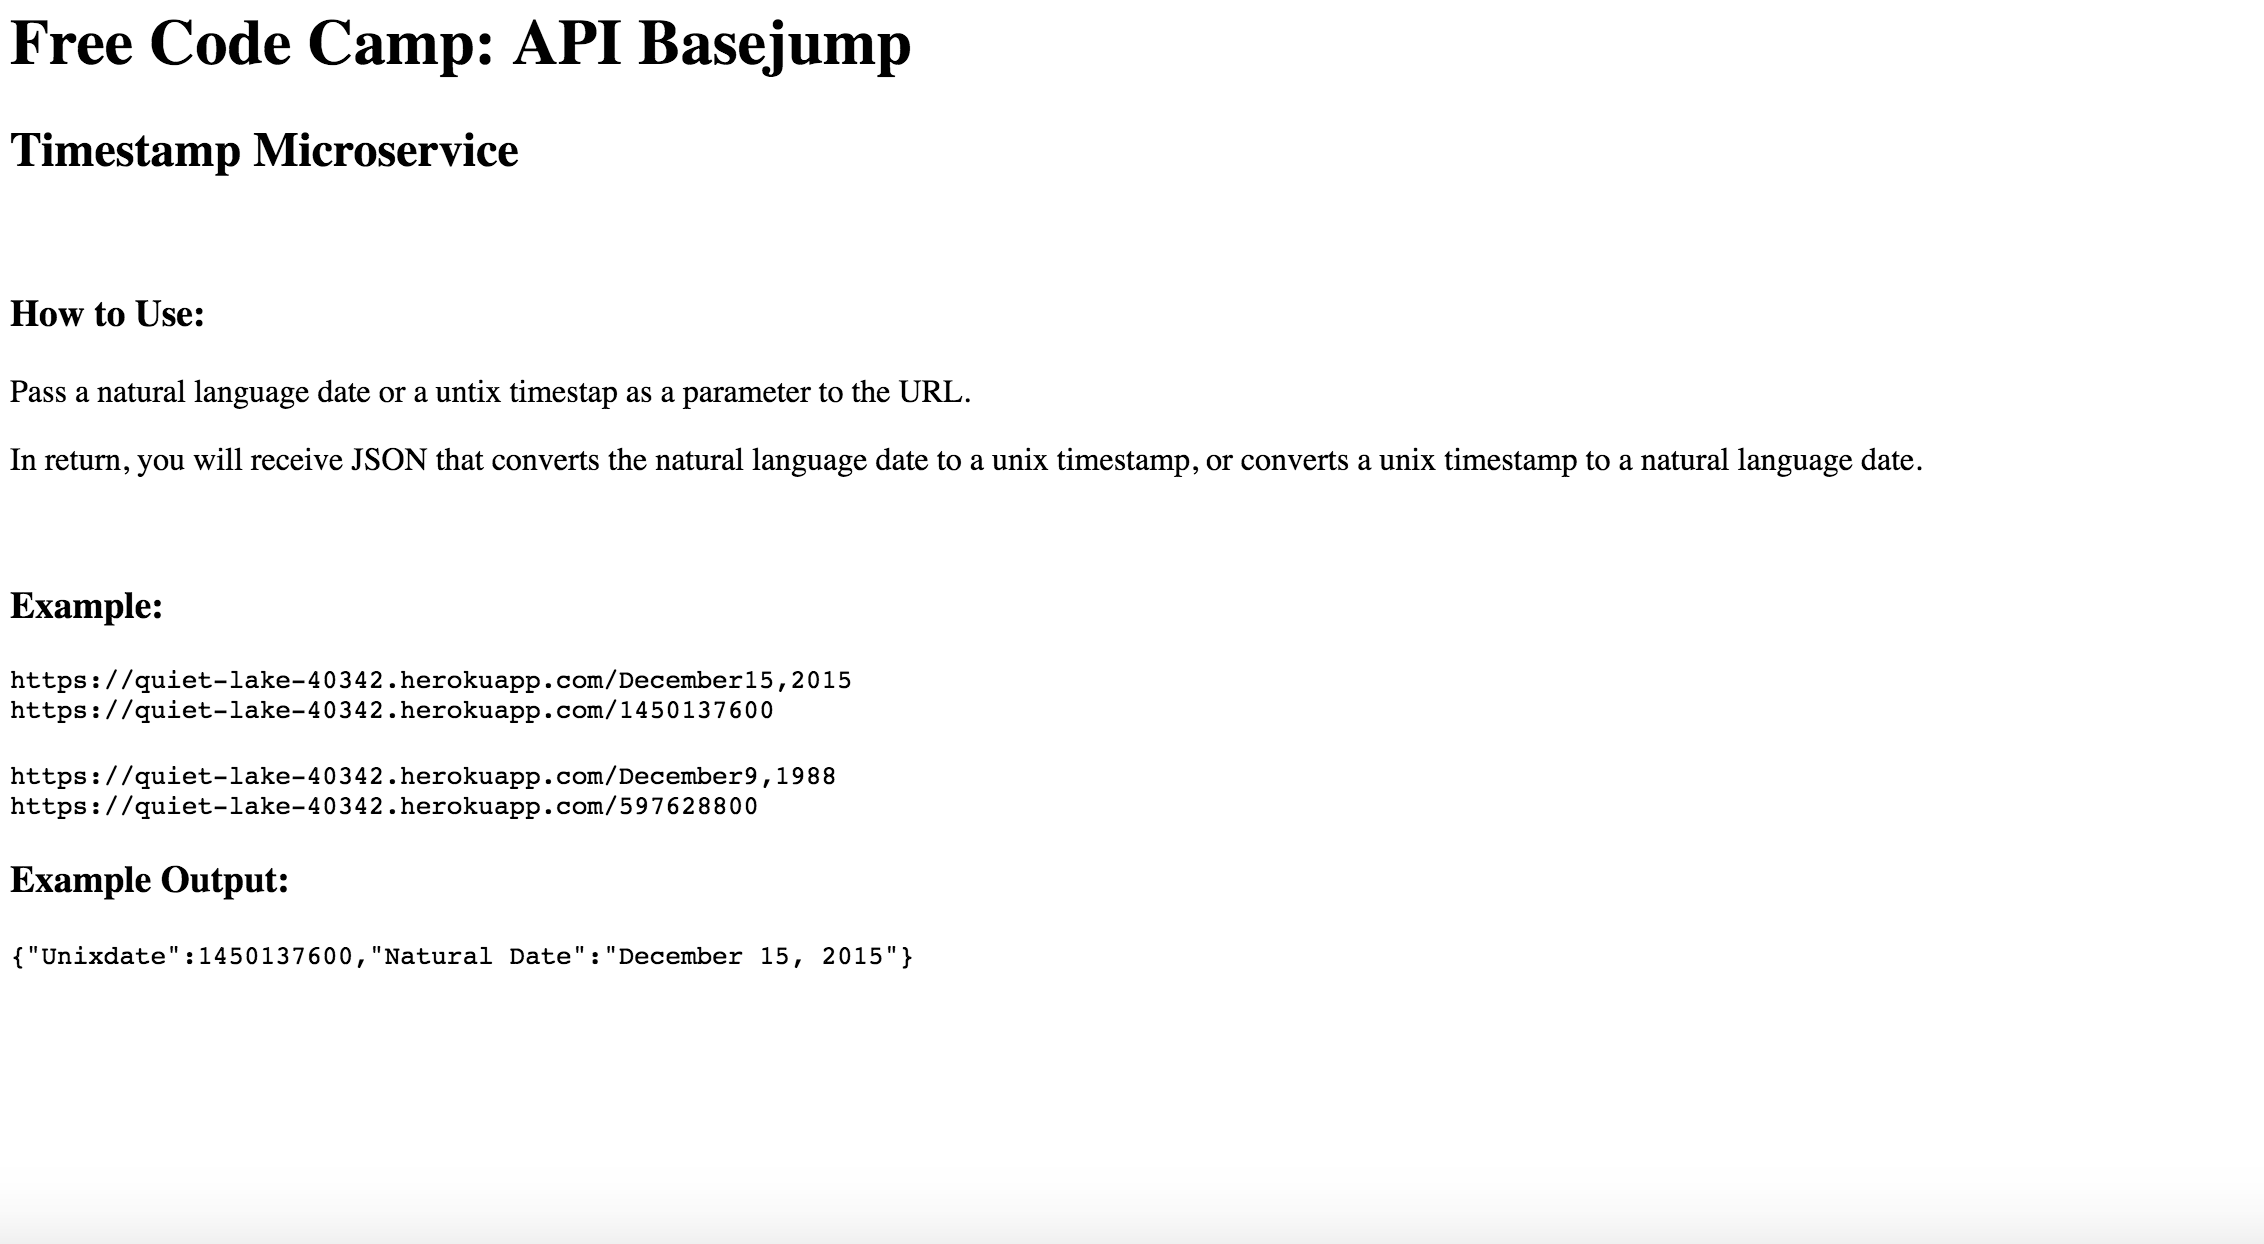 Free Code Camp: API Basejump
Timestamp Microservice
How to Use:
Pass a natural language date or a untix timestap as a parameter to the URL.
In return, you will receive JSON that converts the natural language date to a unix timestamp, or converts a unix timestamp to a natural language date.
Example:
https://quiet-lake-40342.herokuapp.com/December15,2015
https://quiet-lake-40342.herokuapp.com/1450137600
https://quiet-lake-40342.herokuapp.com/December9,1988
https://quiet-lake-40342.herokuapp.com/597628800
Example Output:
{"Unixdate":1450137600,"Natural Date":"December 15, 2015"}